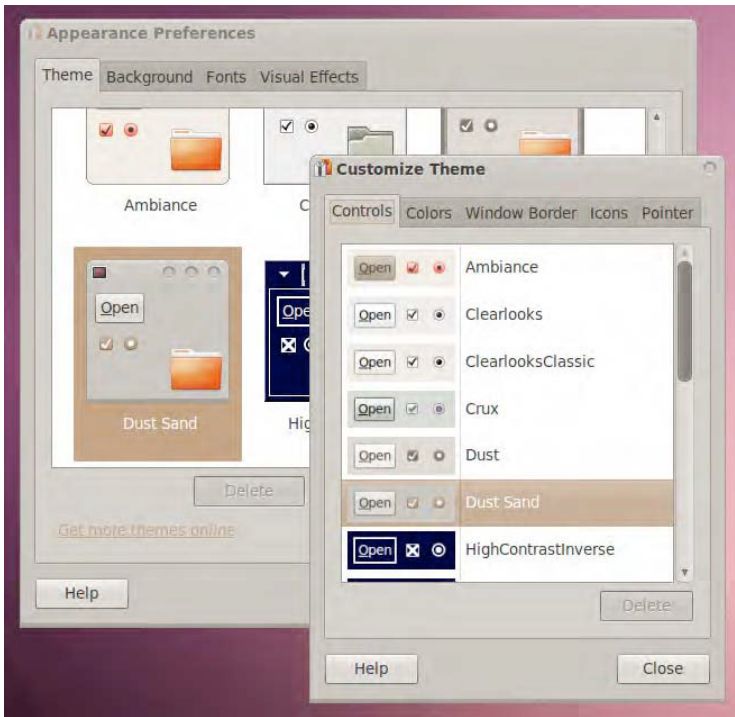 Appearance Preferences
Theme Background Fonts Visual Effects
Ambiance
C
Open
Ope
Dust Sand
Hig
Delete
Get more themes online
Help
Customize Theme
Controls Colors Window Border Icons Pointer
Open Ambiance
Open Clearlooks
Open ClearlooksClassic
Open Crux
Open Dust
Open Dust Sand
Open HighContrastInverse
Delete
Help Close